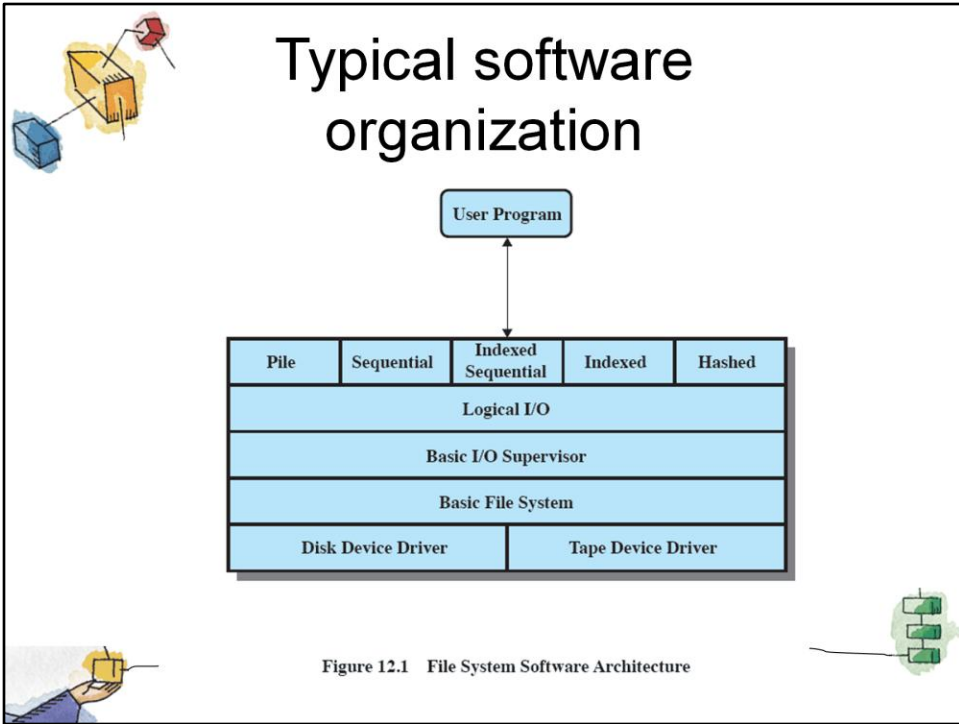 Typical software
organization
User Program
Pile
Sequential
Indexed
Sequential
Indexed
Hashed
Logical I/O
Basic I/O Supervisor
Basic File System
Disk Device Driver
Tape Device Driver
Figure 12.1 File System Software Architecture